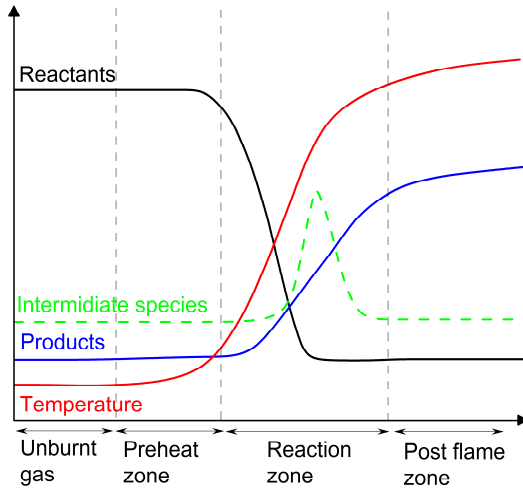 Reactants
Intermidiate species
Products
Temperature
Unburnt
gas
Preheat
zone
Reaction
zone
Post flame
zone